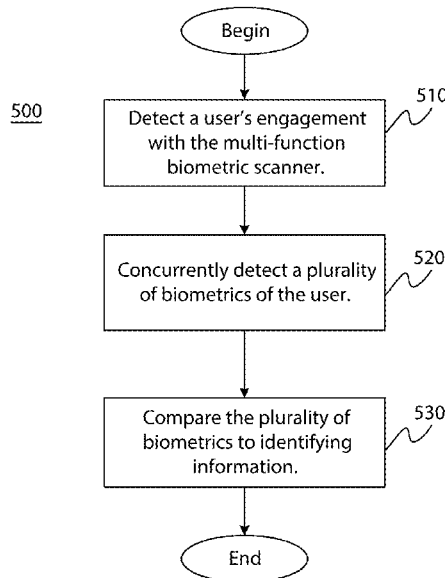 Begin
510
500
Detect a user's engagement
with the multi-function
biometric scanner.
520
Concurrently detect a plurality
of biometrics of the user.
530
Compare the plurality of
biometrics to identifying
information.
End